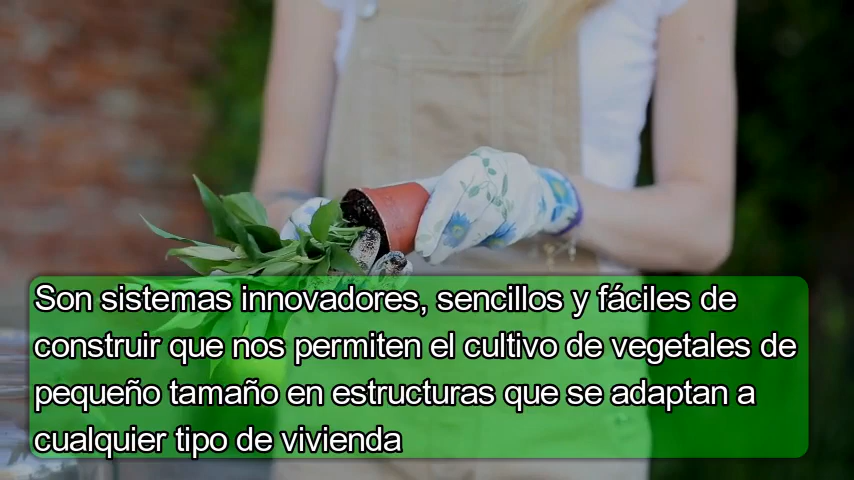 Son sistemas innovadores, sencillos y fáciles de
construir que nos permiten el cultivo de vegetales de
pequeño tamaño en estructuras que se adaptan a
cualquier tipo de vivienda